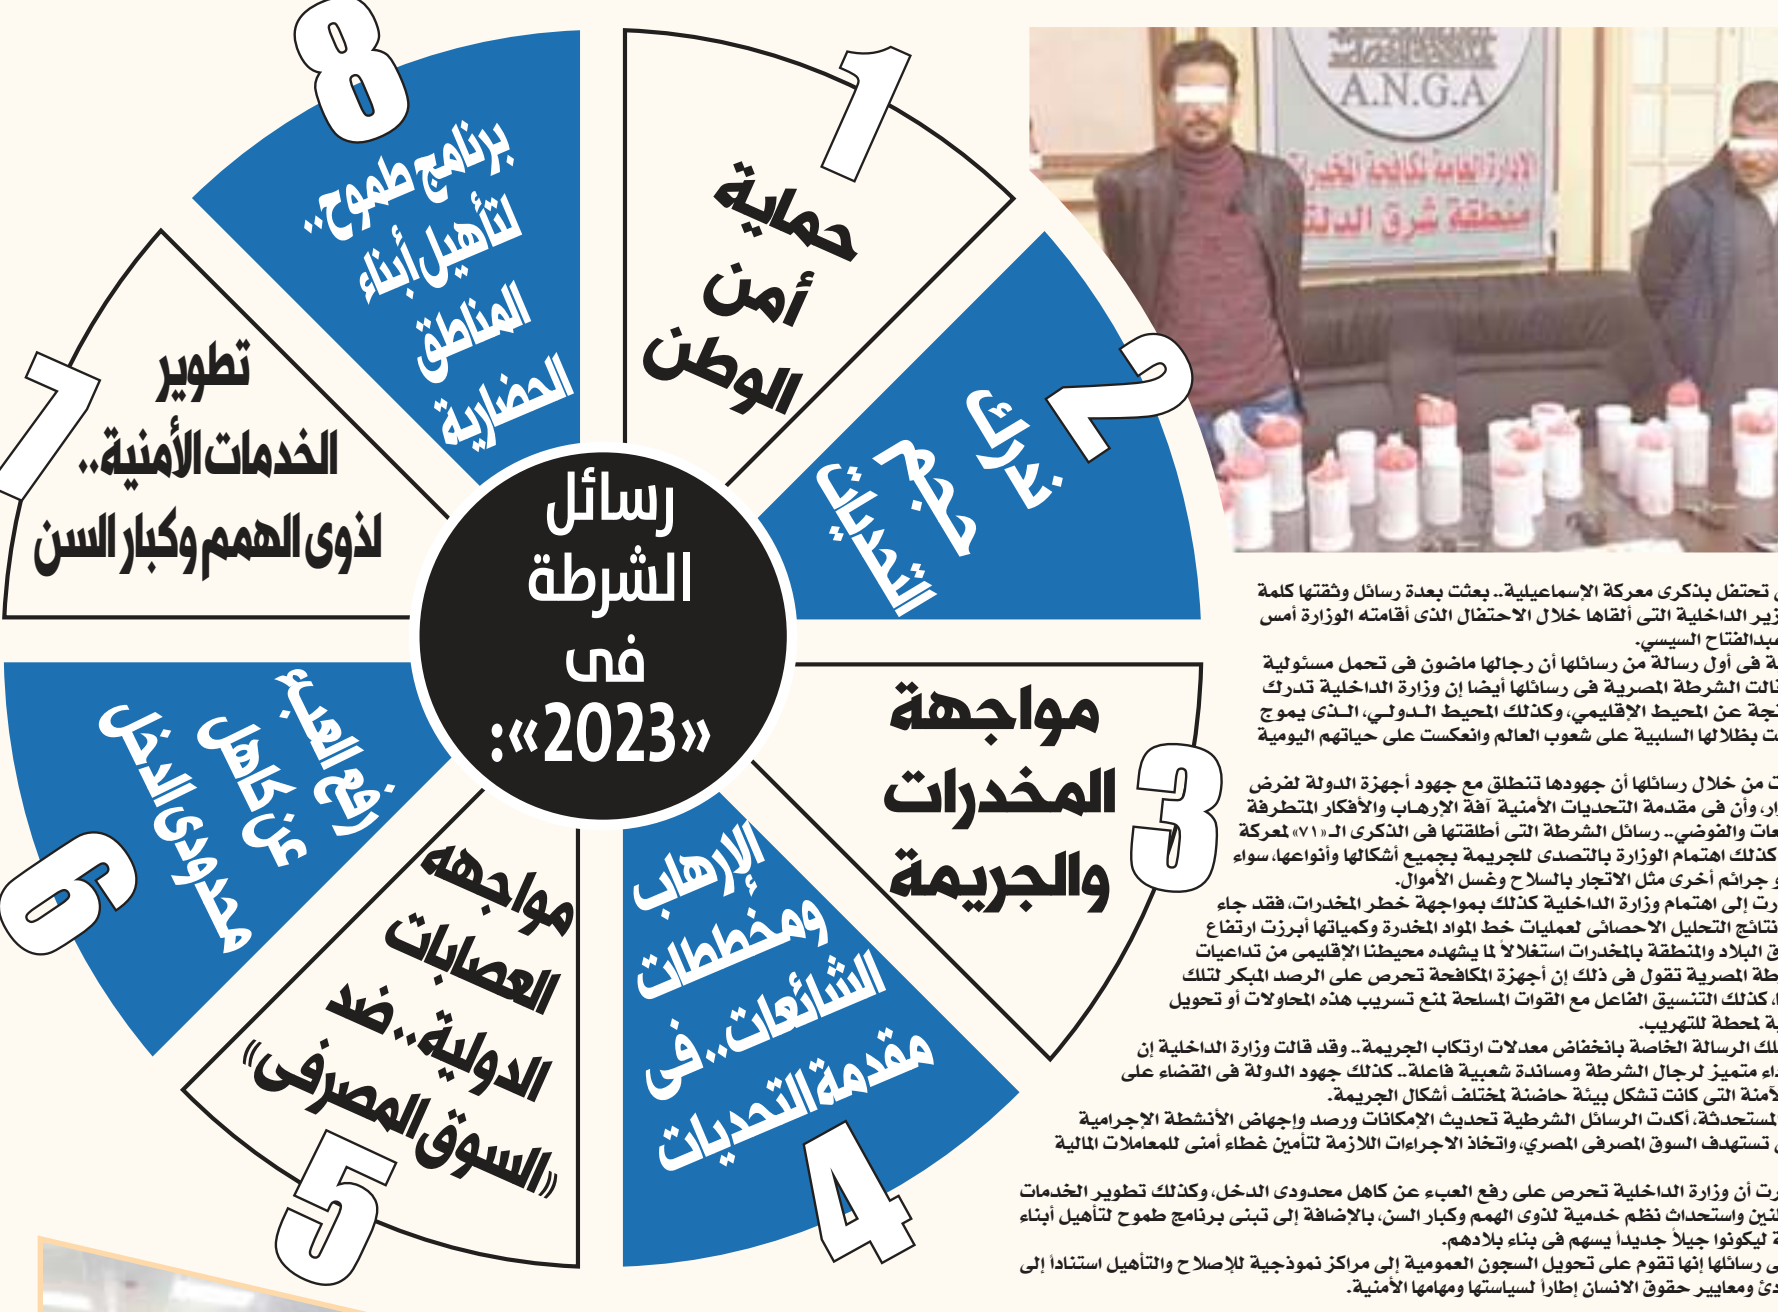 رسائل
الشرطة
فى
«2023»:
1
حماية
أمن
الوطن
2
ندرك
حجم
التحديات
3
مواجهة
المخدرات
والجريمة
4
الإرهاب
ومخططات
الشائعات.. فى
مقدمة التحديات
5
مواجهة
العصابات
الدولية.. ضد
«السوق المصرفى»
6
رفع العبء
عن كاهل
محدودى الدخل
7
تطوير
الخدمات الأمنية..
لذوى الهمم وكبار السن
8
برنامج طموح..
لتأهيل أبناء
المناطق
الحضارية
A.N.G.A
الإدارة العامة لمكافحة المخدرات
منطقة شرق الدلتا
تحتفل بذكرى معركة الإسماعيلية.. بعثت بعدة رسائل وثقتها كلمة
زير الداخلية التى ألقاها خلال الاحتفال الذى أقامته الوزارة أمس
عبدالفتاح السيسي.
ة فى أول رسالة من رسائلها أن رجالها ماضون فى تحمل مسئولية
قالت الشرطة المصرية فى رسائلها أيضا إن وزارة الداخلية تدرك
تجة عن المحيط الإقليمي، وكذلك المحيط الدولى، الذى يموج
ت بظلالها السلبية على شعوب العالم وانعكست على حياتهم اليومية
ت من خلال رسائلها أن جهودها تنطلق مع جهود أجهزة الدولة لفرض
ار، وأن فى مقدمة التحديات الأمنية آفة الإرهاب والأفكار المتطرفة
عات والفوضي.. رسائل الشرطة التى أطلقتها فى الذكرى الـ«٧١» لمعركة
كذلك اهتمام الوزارة بالتصدى للجريمة بجميع أشكالها وأنواعها، سواء
و جرائم أخرى مثل الاتجار بالسلاح وغسل الأموال.
رت إلى اهتمام وزارة الداخلية كذلك بمواجهة خطر المخدرات، فقد جاء
نتائج التحليل الاحصائى لعمليات خط المواد المخدرة وكمياتها أبرزت ارتفاع
ق البلاد والمنطقة بالمخدرات استغلالاً لما يشهده محيطنا الإقليمى من تداعيات
رطة المصرية تقول فى ذلك إن أجهزة المكافحة تحرص على الرصد المبكر لتلك
ا، كذلك التنسيق الفاعل مع القوات المسلحة لمنع تسريب هذه المحاولات أو تحويل
ية لمحطة للتهريب.
تلك الرسالة الخاصة بانخفاض معدلات ارتكاب الجريمة.. وقد قالت وزارة الداخلية إن
داء متميز لرجال الشرطة ومساندة شعبية فاعلة.. كذلك جهود الدولة فى القضاء على
لآمنة التى كانت تشكل بيئة حاضنة لمختلف أشكال الجريمة.
لمستحدثة، أكدت الرسائل الشرطية تحديث الإمكانات ورصد وإجهاض الأنشطة الإجرامية
تستهدف السوق المصرفى المصري، واتخاذ الاجراءات اللازمة لتأمين غطاء أمنى للمعاملات المالية
رت أن وزارة الداخلية تحرص على رفع العبء عن كاهل محدودى الدخل، وكذلك تطوير الخدمات
نين واستحداث نظم خدمية لذوى الهمم وكبار السن، بالإضافة إلى تبنى برنامج طموح لتأهيل أبناء
ة ليكونوا جيلاً جديداً يسهم فى بناء بلادهم.
ى رسائلها إنها تقوم على تحويل السجون العمومية إلى مراكز نموذجية للإصلاح والتأهيل استناداً إلى
دئ ومعايير حقوق الانسان إطاراً لسياستها ومهامها الأمنية.